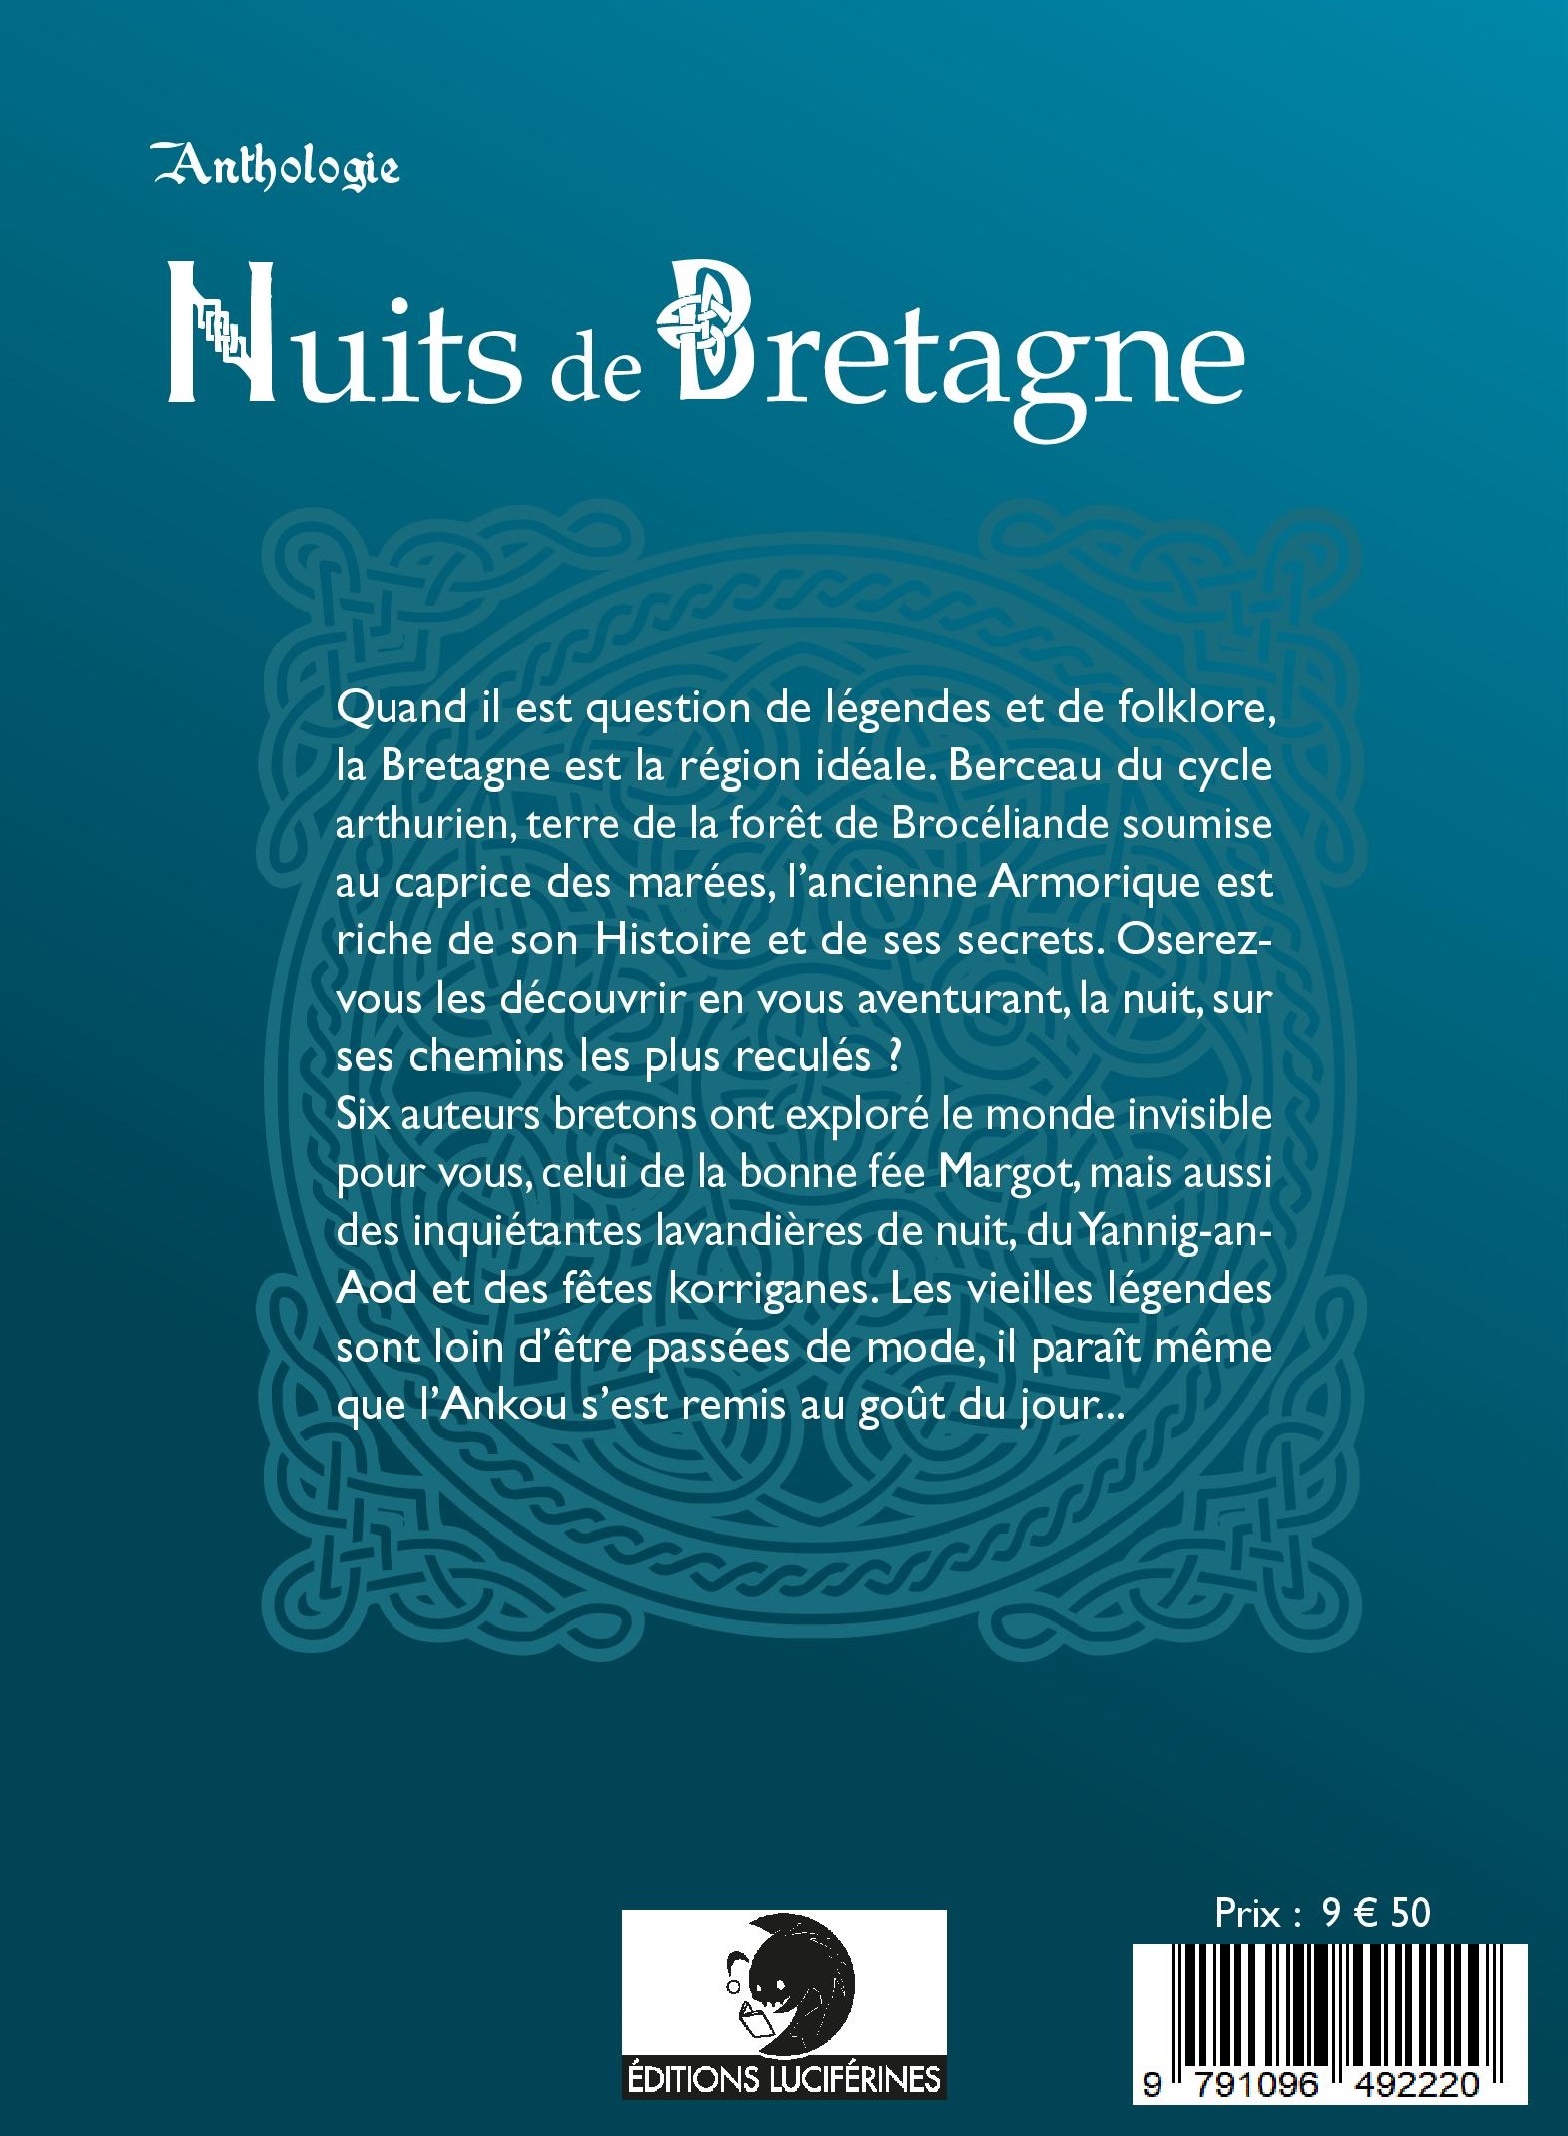 Anthologie
Nuits de Bretagne
Quand il est question de légendes et de folklore,
la Bretagne est la région idéale. Berceau du cycle
arthurien, terre de la forêt de Brocéliande soumise
au caprice des marées, l’ancienne Armorique est
riche de son Histoire et de ses secrets. Oserez-
vous les découvrir en vous aventurant, la nuit, sur
ses chemins les plus reculés ?
Six auteurs bretons ont exploré le monde invisible
pour vous, celui de la bonne fée Margot, mais aussi
des inquiétantes lavandières de nuit, du Yannig-an-
Aod et des fêtes korriganes. Les vieilles légendes
sont loin d’être passées de mode, il paraît même
que l’Ankou s’est remis au goût du jour...
Prix : 9 € 50
ÉDITIONS LUCIFÉRINES
9 791096 492220